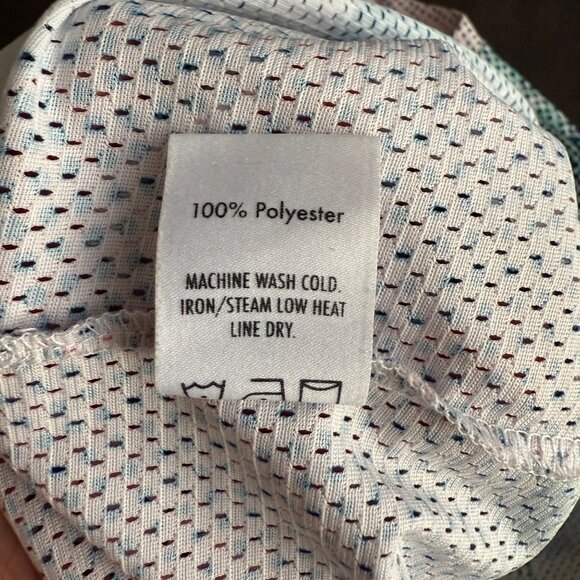 100% Polyester
MACHINE WASH COLD.
IRON/STEAM LOW HEAT
LINE DRY.